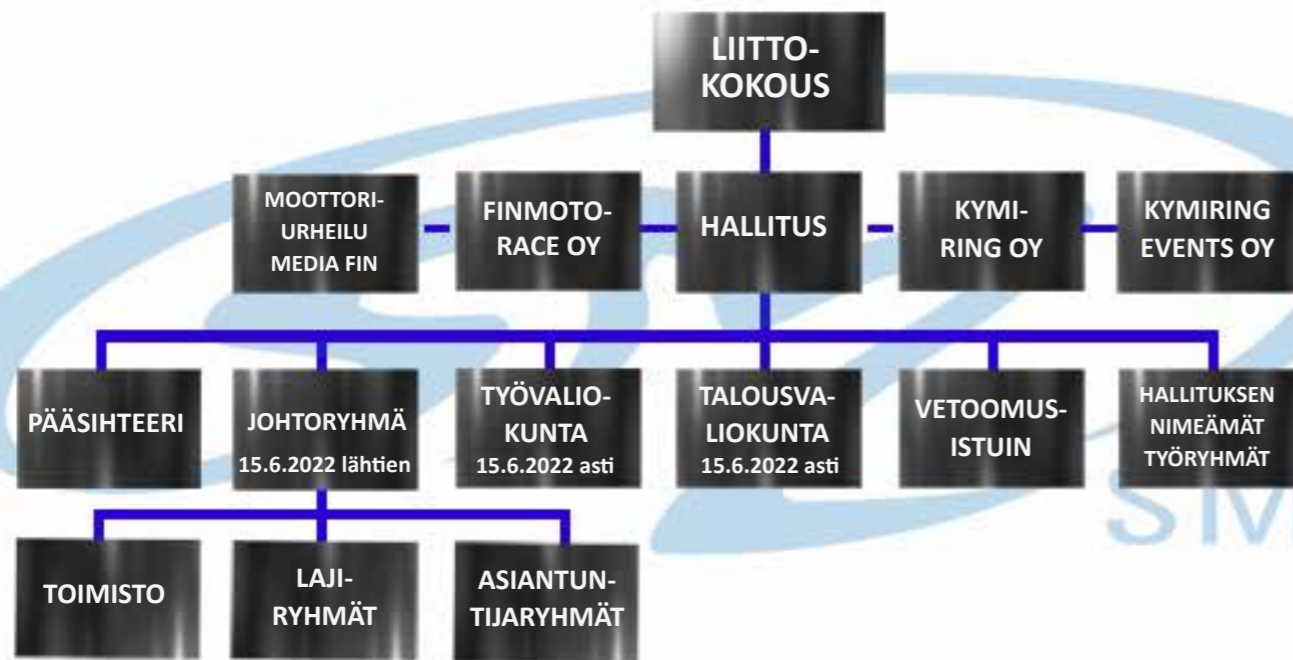 LIITTO-
KOKOUS
MOOTTORI-
URHEILU
MEDIA FIN
FINMOTO-
RACE OY
HALLITUS
KYMI-
RING OY
KYMIRING
EVENTS OY
PÄÄSIHTEERI
JOHTORYHMÄ
15.6.2022 lähtien
TYÖVALIO-
KUNTA
15.6.2022 asti
TALOUSVA-
LIOKUNTA
15.6.2022 asti
VETOOMUS-
ISTUIN
HALLITUKSEN
NIMEÄMÄT
TYÖRYHMÄT
TOIMISTO
LAJI-
RYHMÄT
ASIANTUN-
TIJARYHMÄT